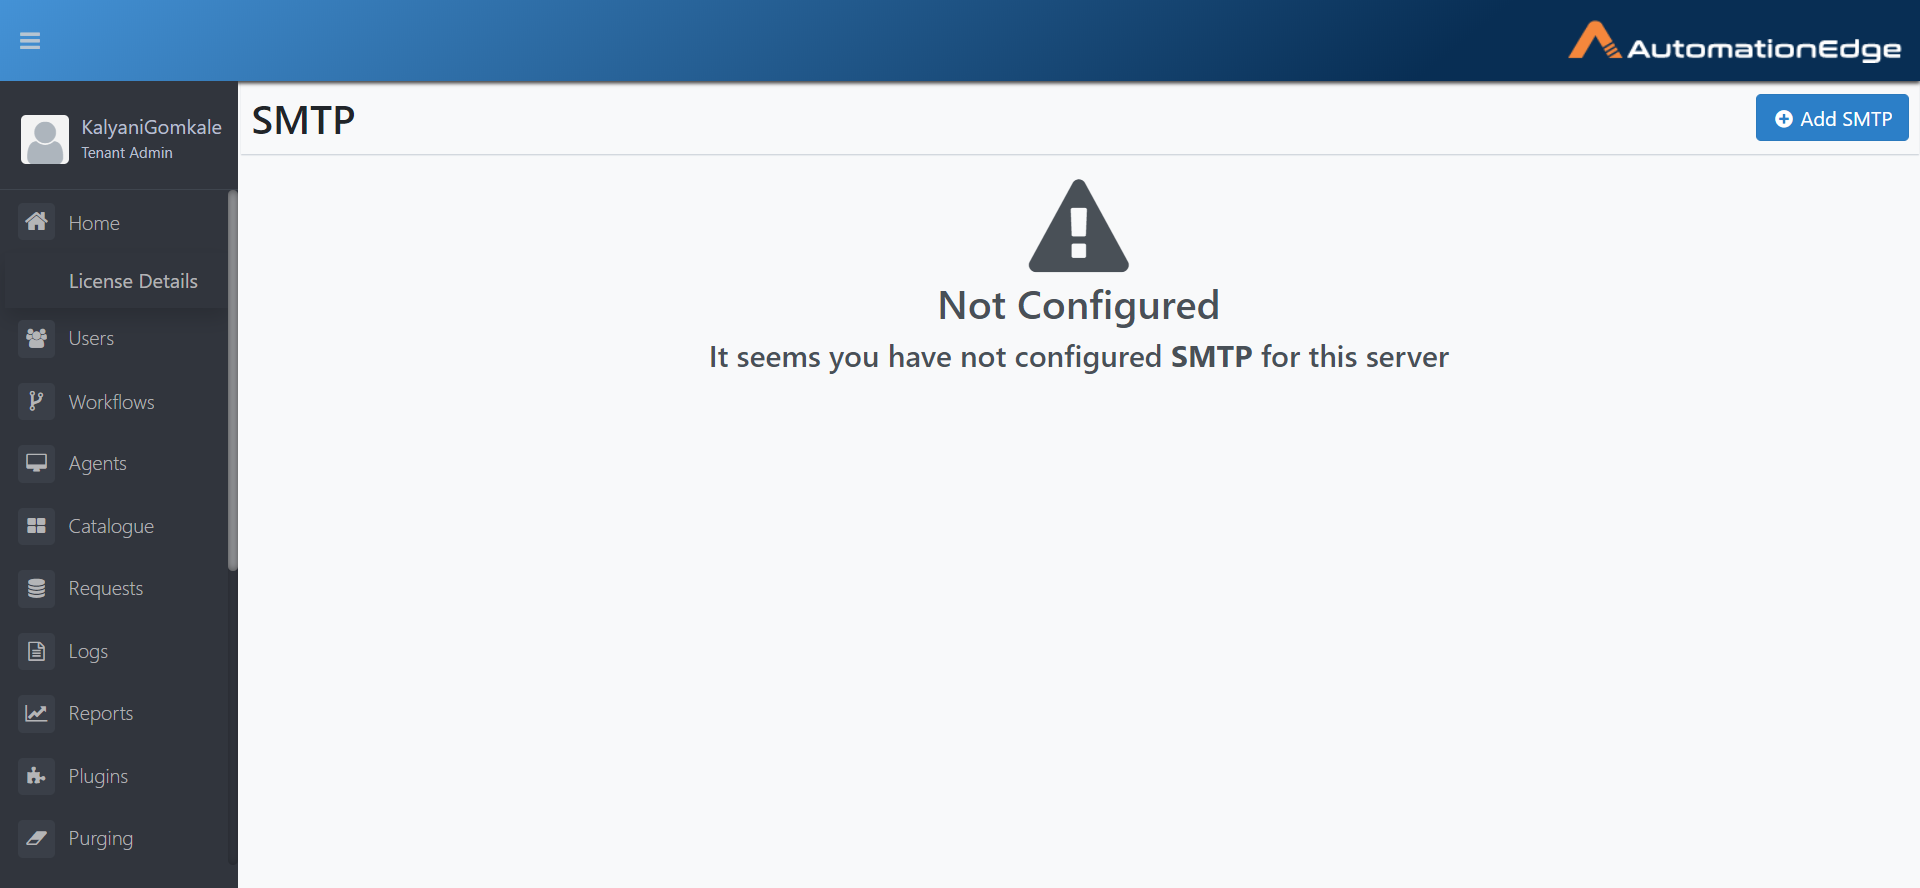 AutomationEdge
KalyaniGomkale
Tenant Admin
SMTP
Add SMTP
Home
License Details
Users
Workflows
Agents
Catalogue
Requests
Logs
Reports
Plugins
Purging
Not Configured
It seems you have not configured SMTP for this server